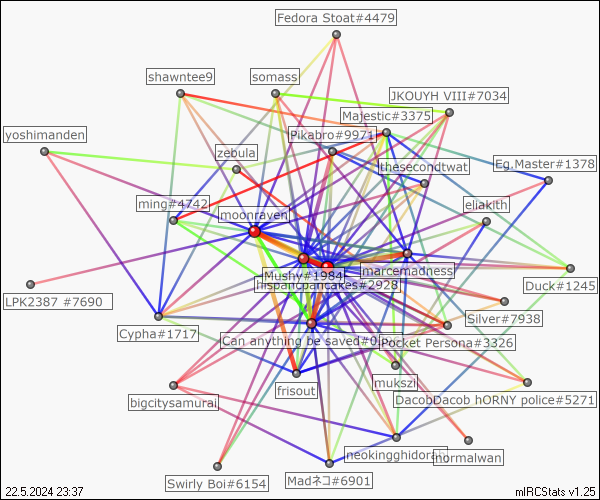 Fedora Stoat#4479
shawntee9
somass
JKOUYH VIII#7034
Majestic#3375
yoshimanden
Pikabro#9971
zebula
thesecondtwat
Eg.Master#1378
ming#4742
eliakith
moonraven
Mushy#1984
marcemadness
hispanicpancakes#2928
Duck#1245
LPK2387 #7690
Silver#7938
Cypha#1717
Can anything be saved#0
Pocket Persona#3326
frisout
mukszi
DacobDacob hORNY police#5271
bigcitysamurai
neokingghidorah
normalwan
Swirly Boi#6154
Madネコ#6901
22.5.2024 23:37
mIRCStats v1.25